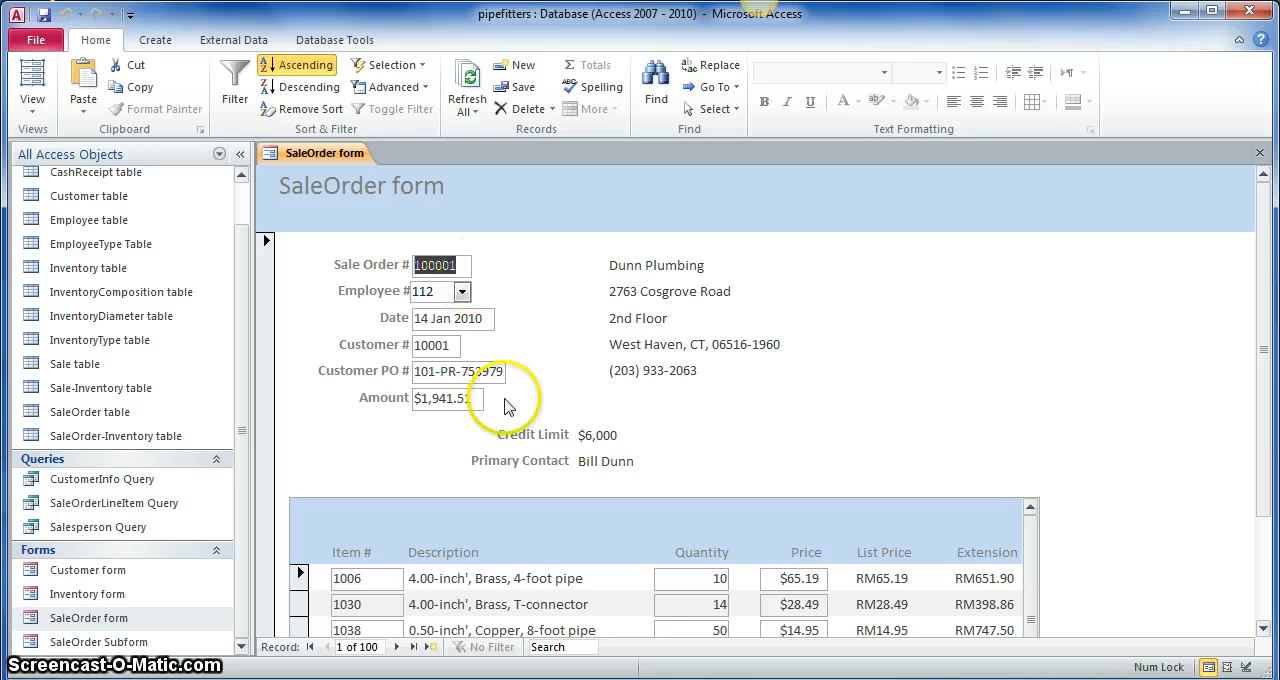 pipefitters : Database (Access 2007 - 2010) - Microsoft Access
File Home Create External Data Database Tools
View
Views
Paste
Cut
Copy
Format Painter
Clipboard
Filter
Ascending
Descending
Remove Sort
Selection
Advanced
Toggle Filter
Sort & Filter
Refresh All
New
Save
Delete
Totals
Spelling
More
Records
Find
Replace
Go To
Select
Find
B I U A
Text Formatting
All Access Objects
CashReceipt table
Customer table
Employee table
EmployeeType Table
Inventory table
InventoryComposition table
InventoryDiameter table
InventoryType table
Sale table
Sale-Inventory table
SaleOrder table
SaleOrder-Inventory table
Queries
CustomerInfo Query
SaleOrderLineItem Query
Salesperson Query
Forms
Customer form
Inventory form
SaleOrder form
SaleOrder Subform
SaleOrder form
SaleOrder form
Sale Order # 100001 Dunn Plumbing
Employee # 112 2763 Cosgrove Road
Date 14 Jan 2010 2nd Floor
Customer # 10001 West Haven, CT, 06516-1960
Customer PO # 101-PR-753979 (203) 933-2063
Amount $1,941.51
Credit Limit $6,000
Primary Contact Bill Dunn
Item # Description Quantity Price List Price Extension
1006 4.00-inch', Brass, 4-foot pipe 10 $65.19 RM65.19 RM651.90
1030 4.00-inch', Brass, T-connector 14 $28.49 RM28.49 RM398.86
1038 0.50-inch', Copper, 8-foot pipe 50 $14.95 RM14.95 RM747.50
Record: 1 of 100 No Filter Search
Screencast-O-Matic.com
Num Lock